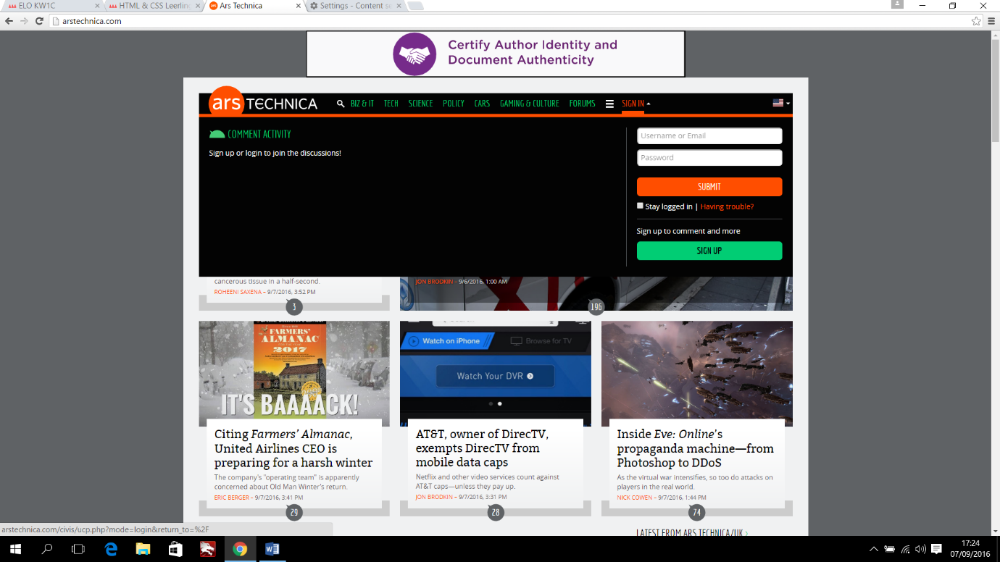 ELO KW1C
HTML & CSS Leerling
Ars Technica
Settings - Content se
arstechnica.com
Certify Author Identity and
Document Authenticity
ars TECHNICA
BIZ & IT TECH SCIENCE POLICY CARS GAMING & CULTURE FORUMS SIGN IN
COMMENT ACTIVITY
Sign up or login to join the discussions!
Username or Email
Password
SUBMIT
Stay logged in | Having trouble?
Sign up to comment and more
SIGN UP
cancerous tissue in a half-second.
ROHEENI SAXENA – 9/7/2016, 3:52 PM
3
JON BRODKIN – 9/6/2016, 1:00 AM
196
FARMERS'
ALMANAC
2017
IT'S BAAAACK!
Citing Farmers' Almanac,
United Airlines CEO is
preparing for a harsh winter
The company's "operating team" is apparently
concerned about Old Man Winter's return.
ERIC BERGER – 9/7/2016, 3:41 PM
29
Watch on iPhone
Browse for TV
Watch Your DVR
AT&T, owner of DirecTV,
exempts DirecTV from
mobile data caps
Netflix and other video services count against
AT&T caps—unless they pay up.
JON BRODKIN – 9/7/2016, 3:31 PM
28
Inside Eve: Online's
propaganda machine—from
Photoshop to DDoS
As the virtual war intensifies, so too do attacks on
players in the real world.
NICK COWEN – 9/7/2016, 1:44 PM
74
LATEST FROM ARS TECHNICA/UK ›
arstechnica.com/civis/ucp.php?mode=login&return_to=%2F
17:24
07/09/2016